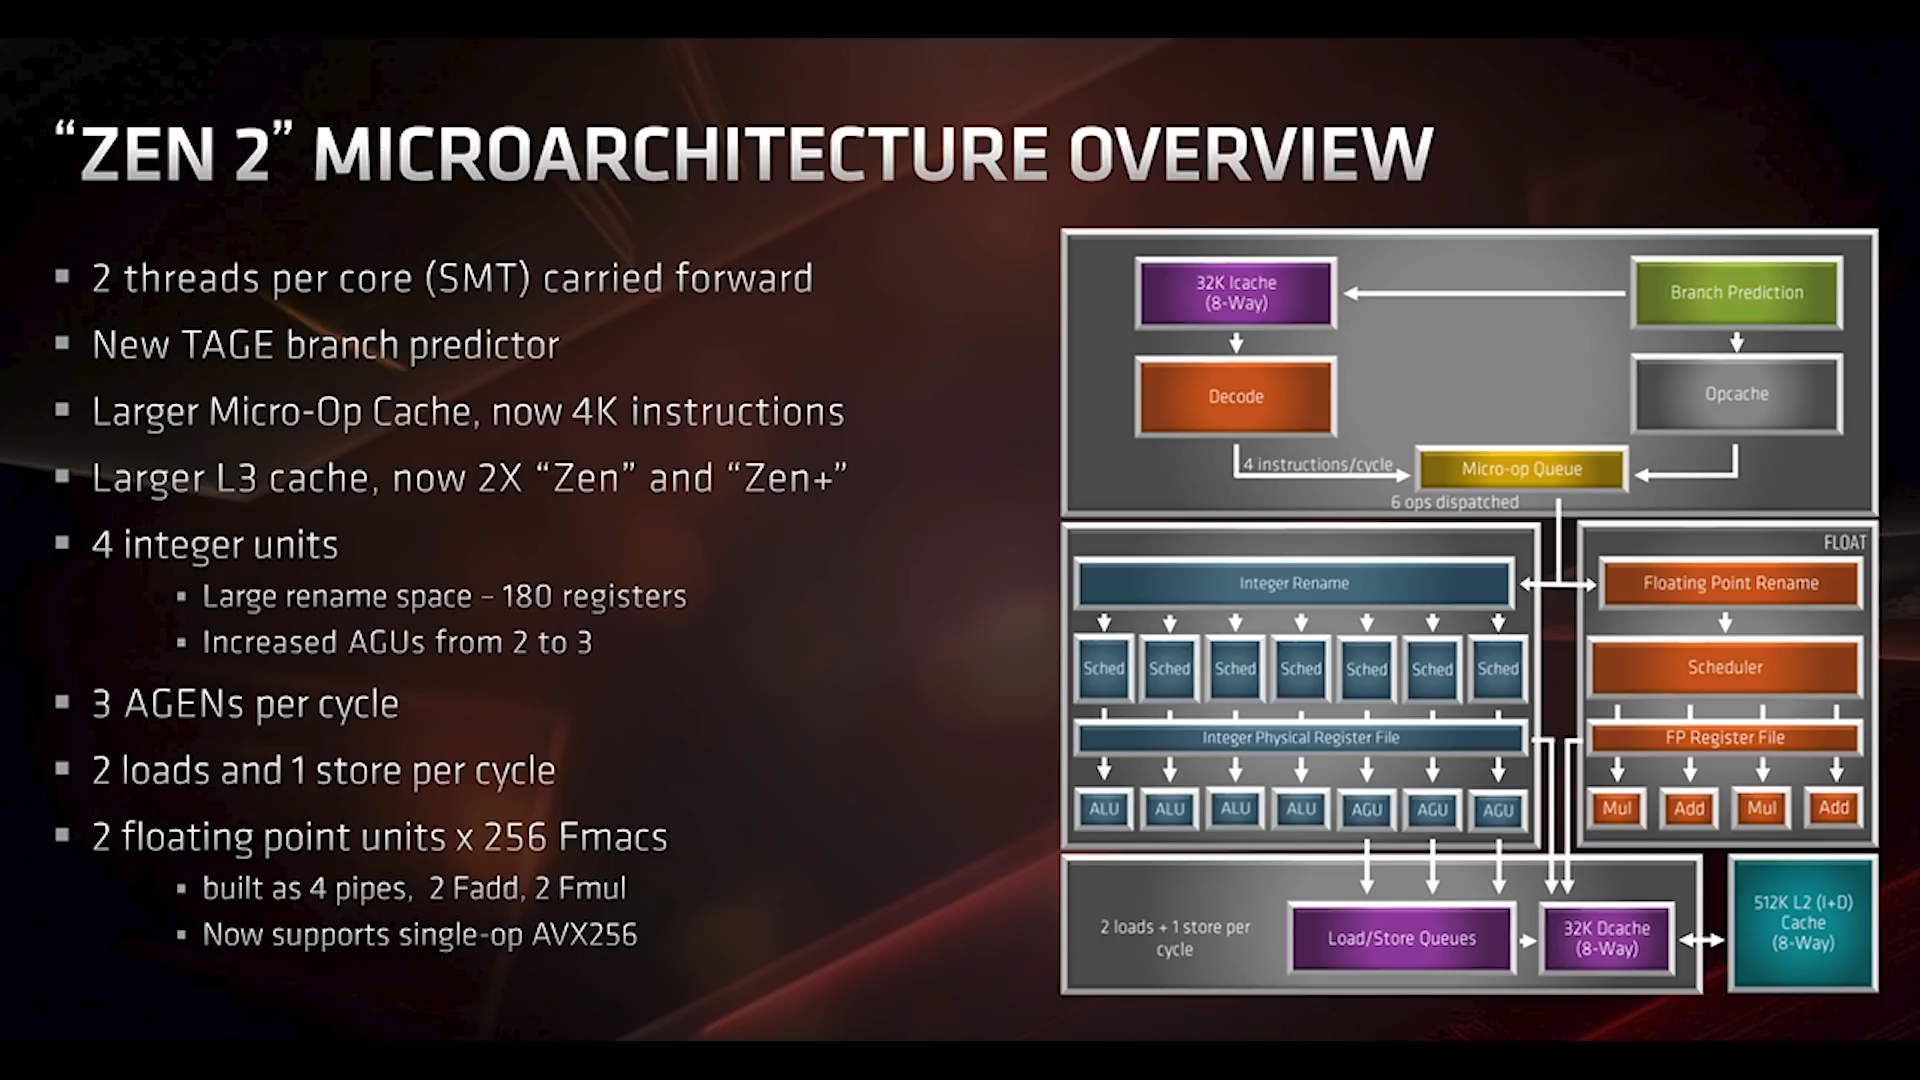 “ZEN 2” MICROARCHITECTURE OVERVIEW
2 threads per core (SMT) carried forward
New TAGE branch predictor
Larger Micro-Op Cache, now 4K instructions
Larger L3 cache, now 2X “Zen” and “Zen+”
4 integer units
Large rename space – 180 registers
Increased AGUs from 2 to 3
3 AGENs per cycle
2 loads and 1 store per cycle
2 floating point units x 256 Fmacs
built as 4 pipes, 2 Fadd, 2 Fmul
Now supports single-op AVX256
32K Icache
(8-Way)
Branch Prediction
Decode
Opcache
4 instructions/cycle
Micro-op Queue
6 ops dispatched
FLOAT
Integer Rename
Floating Point Rename
Sched Sched Sched Sched Sched Sched Sched
Scheduler
Integer Physical Register File
FP Register File
ALU ALU ALU ALU AGU AGU AGU
Mul Add Mul Add
2 loads + 1 store per
cycle
Load/Store Queues
32K Dcache
(8-Way)
512K L2 (I+D)
Cache
(8-Way)